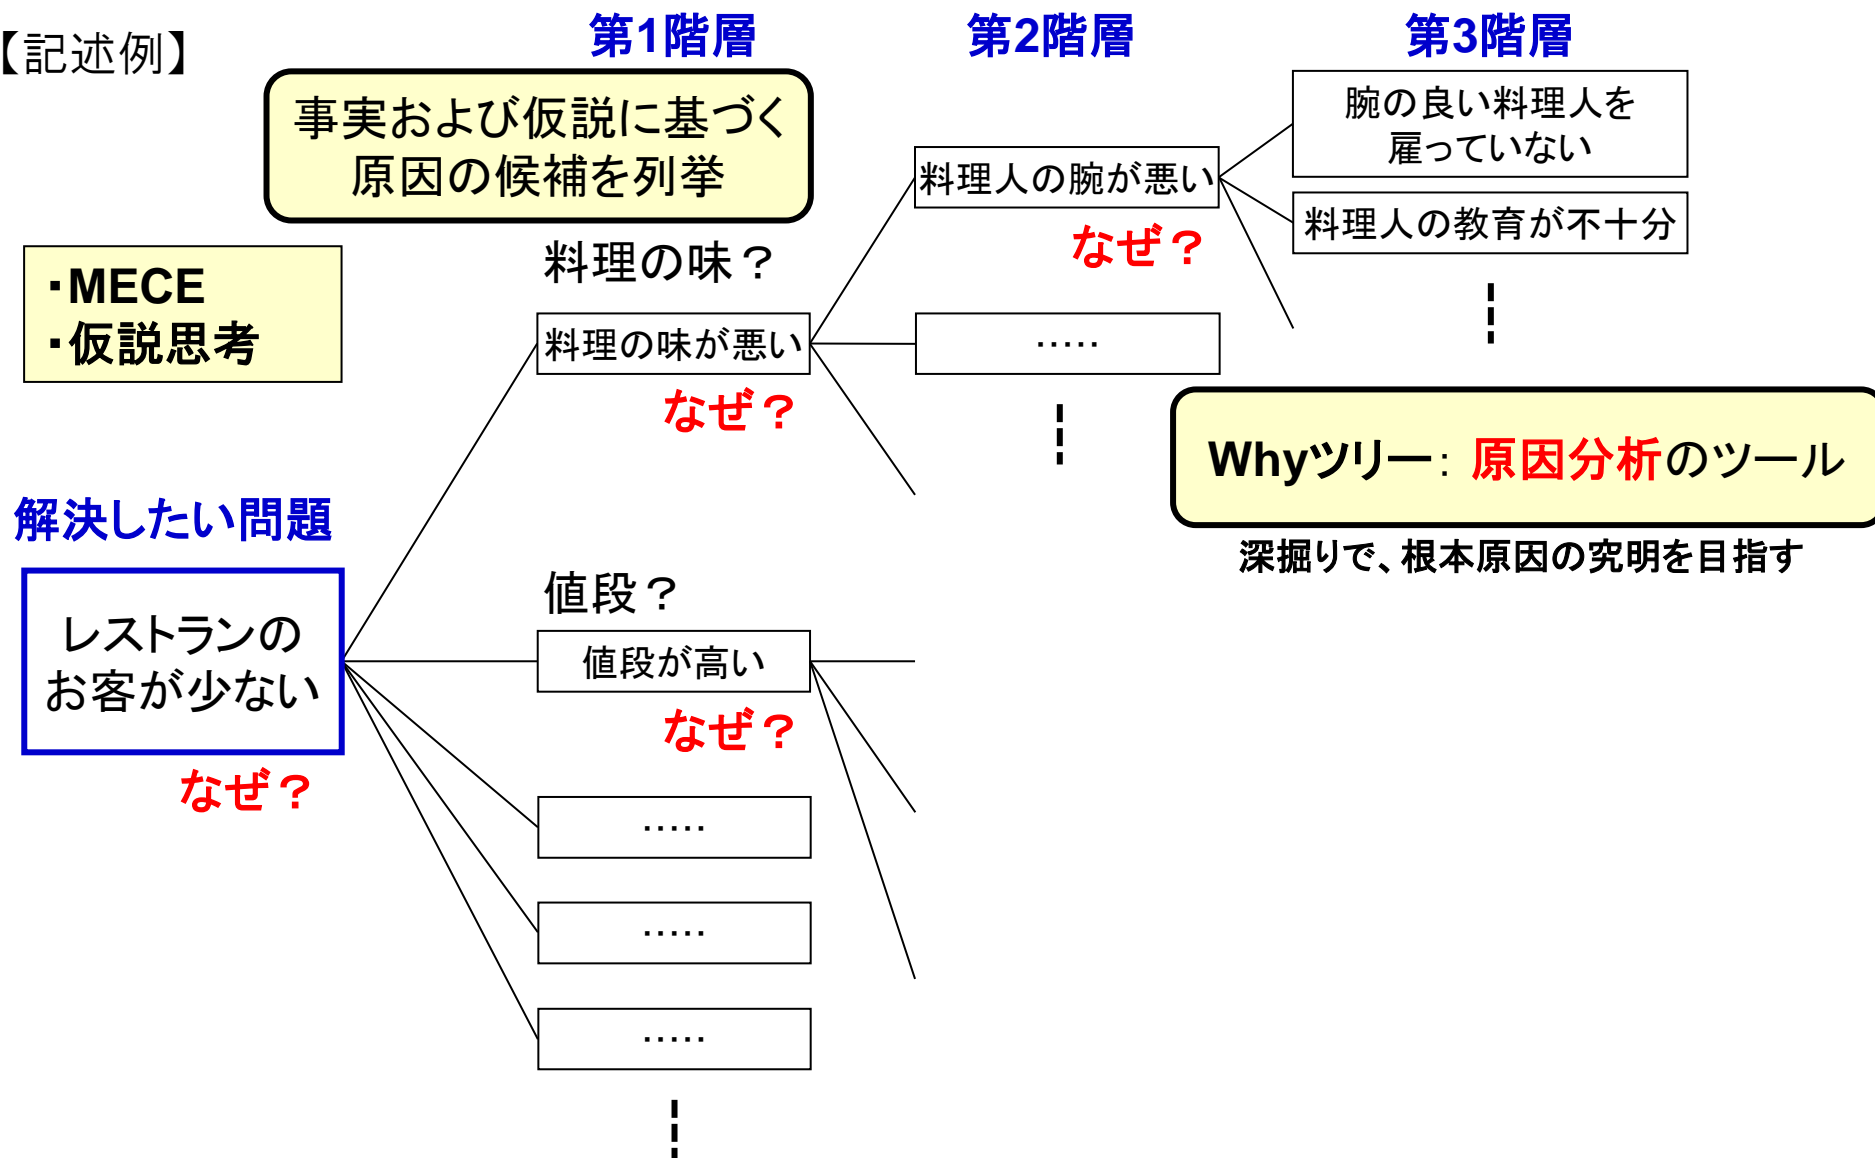 【記述例】
第1階層
第2階層
第3階層
事実および仮説に基づく
原因の候補を列挙
・MECE
・仮説思考
解決したい問題
レストランの
お客が少ない
なぜ？
料理の味？
料理の味が悪い
なぜ？
値段？
値段が高い
なぜ？
・・・・・
・・・・・
・・・・・
料理人の腕が悪い
なぜ？
・・・・・
腕の良い料理人を
雇っていない
料理人の教育が不十分
Whyツリー： 原因分析のツール
深掘りで、根本原因の究明を目指す